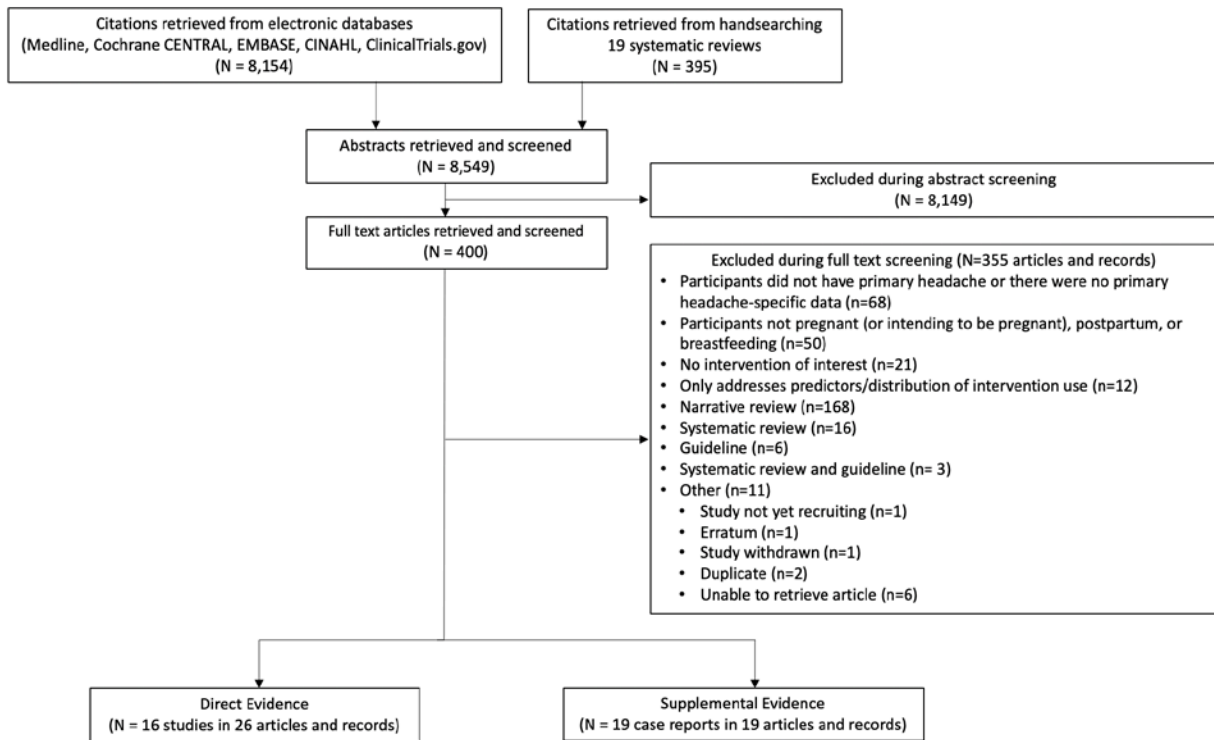 Citations retrieved from electronic databases
(Medline, Cochrane CENTRAL, EMBASE, CINAHL, ClinicalTrials.gov)
(N = 8,154)
Citations retrieved from handsearching
19 systematic reviews
(N = 395)
Abstracts retrieved and screened
(N = 8,549)
Excluded during abstract screening
(N = 8,149)
Full text articles retrieved and screened
(N = 400)
Excluded during full text screening (N=355 articles and records)
• Participants did not have primary headache or there were no primary
headache-specific data (n=68)
• Participants not pregnant (or intending to be pregnant), postpartum, or
breastfeeding (n=50)
• No intervention of interest (n=21)
• Only addresses predictors/distribution of intervention use (n=12)
• Narrative review (n=168)
• Systematic review (n=16)
• Guideline (n=6)
• Systematic review and guideline (n= 3)
• Other (n=11)
• Study not yet recruiting (n=1)
• Erratum (n=1)
• Study withdrawn (n=1)
• Duplicate (n=2)
• Unable to retrieve article (n=6)
Direct Evidence
(N = 16 studies in 26 articles and records)
Supplemental Evidence
(N = 19 case reports in 19 articles and records)